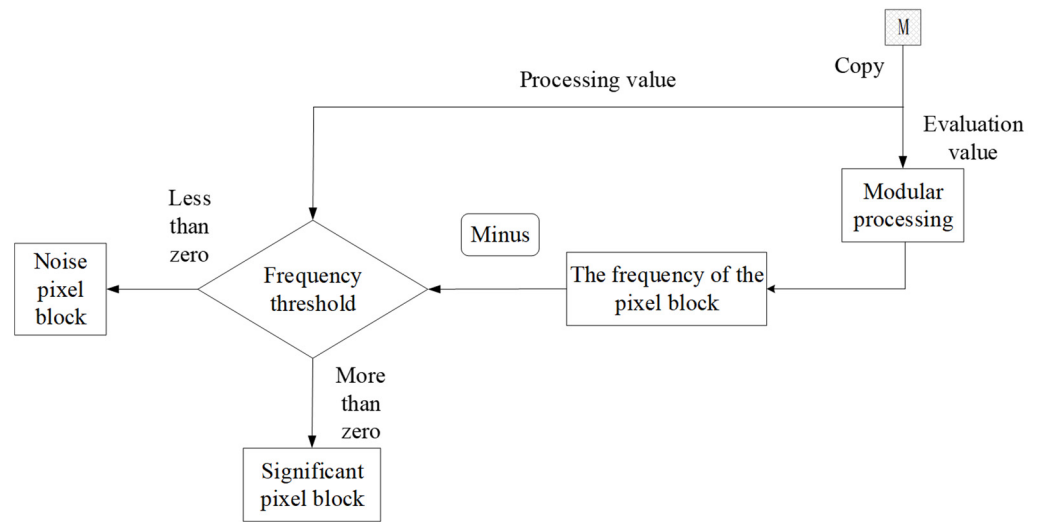 M
Copy
Processing value
Evaluation
value
Modular
processing
Less
than
zero
Minus
Noise
pixel
block
Frequency
threshold
The frequency of the
pixel block
More
than
zero
Significant
pixel block